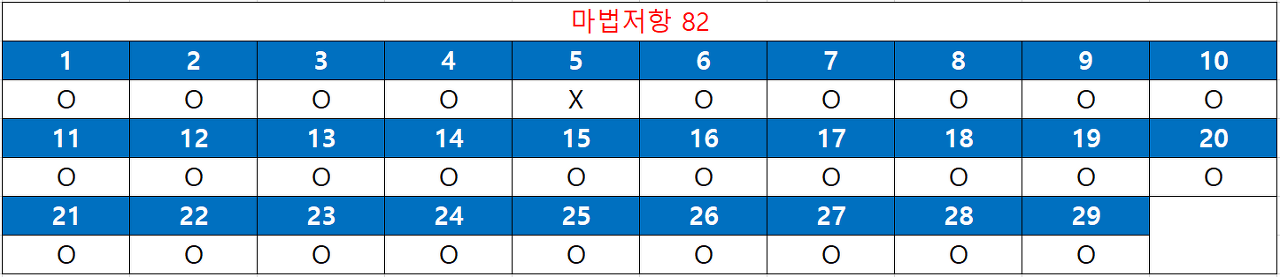 마법저항 82
1 2 3 4 5 6 7 8 9 10
O O O O X O O O O O
11 12 13 14 15 16 17 18 19 20
O O O O O O O O O O
21 22 23 24 25 26 27 28 29
O O O O O O O O O